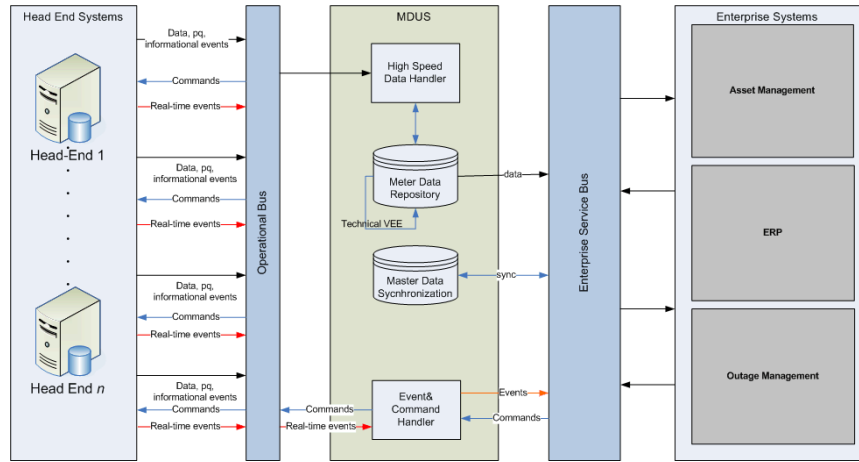 Head End Systems
MDUS
Enterprise Systems
Data, pq,
informational events
Commands
Real-time events
Head-End 1
Data, pq,
informational events
Commands
Real-time events
Data, pq,
informational events
Commands
Real-time events
Head End n
Data, pq,
informational events
Commands
Real-time events
Operational Bus
High Speed
Data Handler
Meter Data
Repository
Technical VEE
data
Master Data
Sycnhronization
sync
Commands
Real-time events
Event&
Command
Handler
Events
Commands
Enterprise Service Bus
Asset Management
ERP
Outage Management